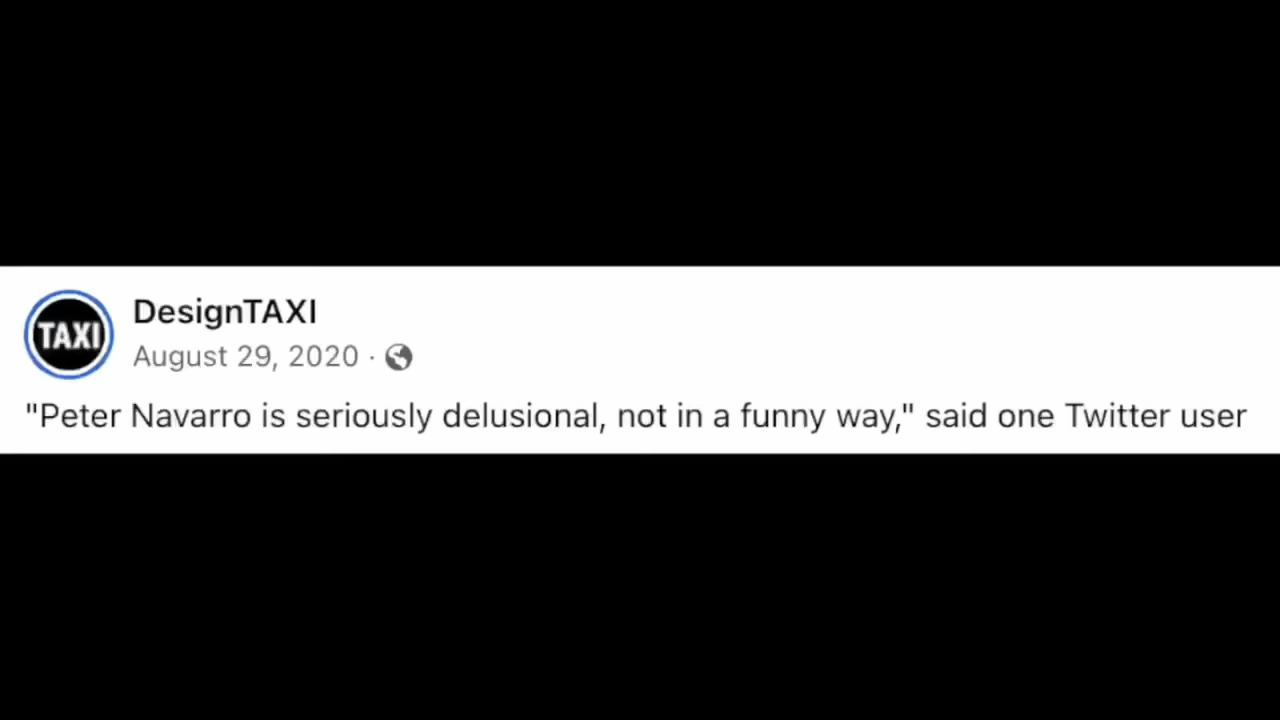 TAXI
DesignTAXI
August 29, 2020 ·
"Peter Navarro is seriously delusional, not in a funny way," said one Twitter user